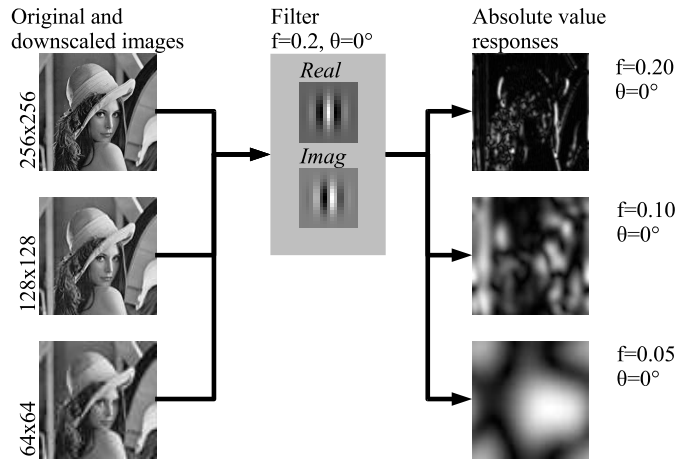 Original and
downscaled images
Filter
f=0.2, θ=0°
Absolute value
responses
256x256
Real
Imag
f=0.20
θ=0°
128x128
f=0.10
θ=0°
64x64
f=0.05
θ=0°